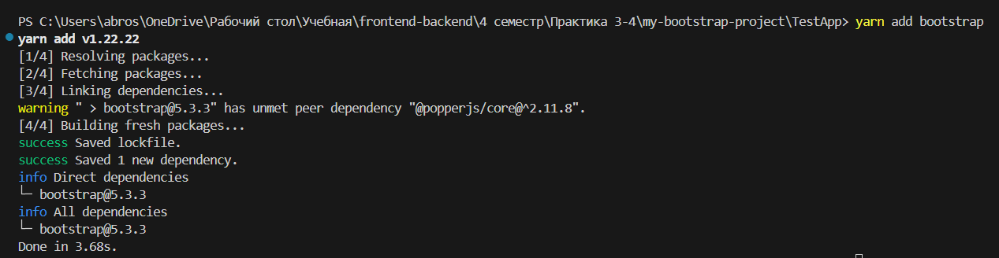 PS C:\Users\abros\OneDrive\Рабочий стол\Учебная\frontend-backend\4 семестр\Практика 3-4\my-bootstrap-project\TestApp> yarn add bootstrap
yarn add v1.22.22
[1/4] Resolving packages...
[2/4] Fetching packages...
[3/4] Linking dependencies...
warning " > bootstrap@5.3.3" has unmet peer dependency "@popperjs/core@^2.11.8".
[4/4] Building fresh packages...
success Saved lockfile.
success Saved 1 new dependency.
info Direct dependencies
└─ bootstrap@5.3.3
info All dependencies
└─ bootstrap@5.3.3
Done in 3.68s.